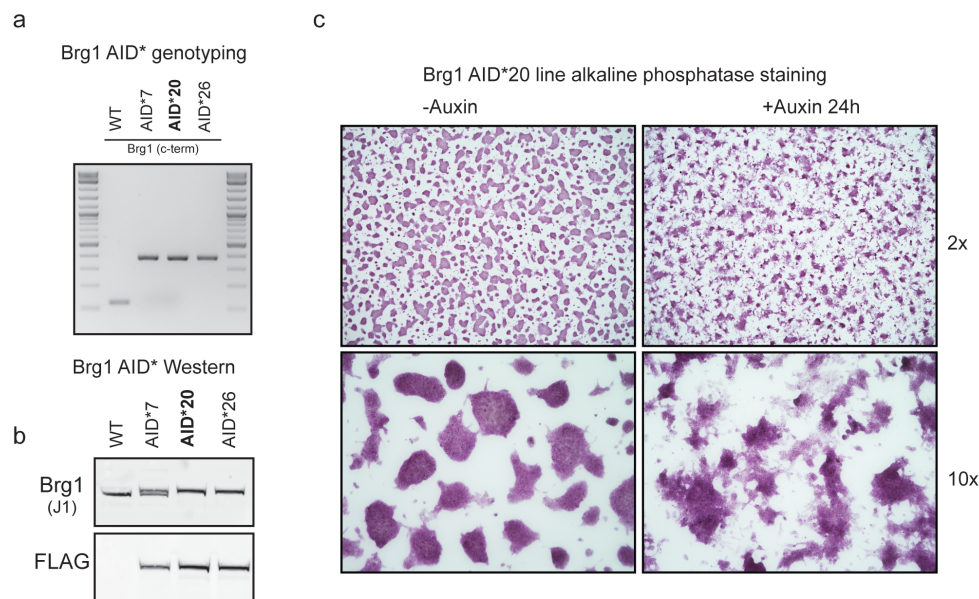 a
Brg1 AID* genotyping
WT
AID*7
AID*20
AID*26
Brg1 (c-term)
Brg1 AID* Western
b
WT
AID*7
AID*20
AID*26
Brg1
(J1)
FLAG
c
Brg1 AID*20 line alkaline phosphatase staining
-Auxin
+Auxin 24h
2x
10x